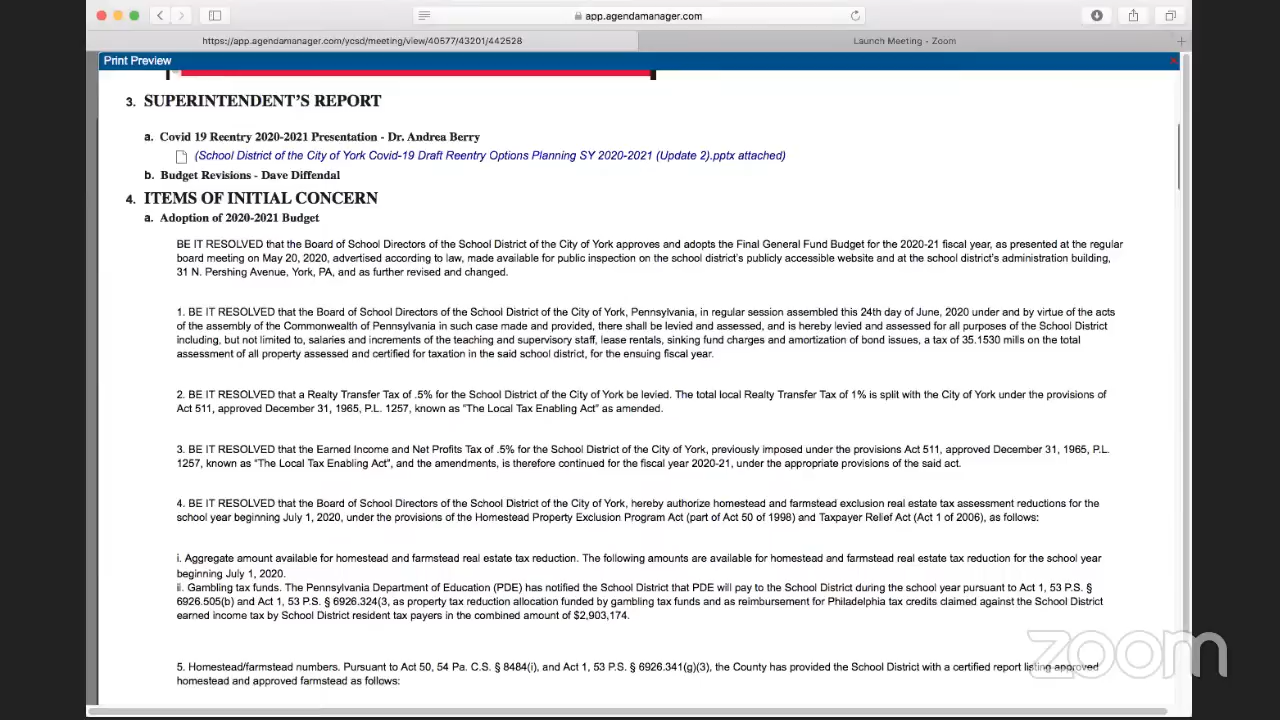 app.agendamanager.com
https://app.agendamanager.com/ycsd/meeting/view/40577/43201/442528
Launch Meeting - Zoom
Print Preview
3. SUPERINTENDENT'S REPORT
a. Covid 19 Reentry 2020-2021 Presentation - Dr. Andrea Berry
(School District of the City of York Covid-19 Draft Reentry Options Planning SY 2020-2021 (Update 2).pptx attached)
b. Budget Revisions - Dave Diffendal
4. ITEMS OF INITIAL CONCERN
a. Adoption of 2020-2021 Budget
BE IT RESOLVED that the Board of School Directors of the School District of the City of York approves and adopts the Final General Fund Budget for the 2020-21 fiscal year, as presented at the regular
board meeting on May 20, 2020, advertised according to law, made available for public inspection on the school district's publicly accessible website and at the school district's administration building,
31 N. Pershing Avenue, York, PA, and as further revised and changed.
1. BE IT RESOLVED that the Board of School Directors of the School District of the City of York, Pennsylvania, in regular session assembled this 24th day of June, 2020 under and by virtue of the acts
of the assembly of the Commonwealth of Pennsylvania in such case made and provided, there shall be levied and assessed, and is hereby levied and assessed for all purposes of the School District
including, but not limited to, salaries and increments of the teaching and supervisory staff, lease rentals, sinking fund charges and amortization of bond issues, a tax of 35.1530 mills on the total
assessment of all property assessed and certified for taxation in the said school district, for the ensuing fiscal year.
2. BE IT RESOLVED that a Realty Transfer Tax of .5% for the School District of the City of York be levied. The total local Realty Transfer Tax of 1% is split with the City of York under the provisions of
Act 511, approved December 31, 1965, P.L. 1257, known as "The Local Tax Enabling Act" as amended.
3. BE IT RESOLVED that the Earned Income and Net Profits Tax of .5% for the School District of the City of York, previously imposed under the provisions Act 511, approved December 31, 1965, P.L.
1257, known as "The Local Tax Enabling Act", and the amendments, is therefore continued for the fiscal year 2020-21, under the appropriate provisions of the said act.
4. BE IT RESOLVED that the Board of School Directors of the School District of the City of York, hereby authorize homestead and farmstead exclusion real estate tax assessment reductions for the
school year beginning July 1, 2020, under the provisions of the Homestead Property Exclusion Program Act (part of Act 50 of 1998) and Taxpayer Relief Act (Act 1 of 2006), as follows:
i. Aggregate amount available for homestead and farmstead real estate tax reduction. The following amounts are available for homestead and farmstead real estate tax reduction for the school year
beginning July 1, 2020.
ii. Gambling tax funds. The Pennsylvania Department of Education (PDE) has notified the School District that PDE will pay to the School District during the school year pursuant to Act 1, 53 P.S. §
6926.505(b) and Act 1, 53 P.S. § 6926.324(3, as property tax reduction allocation funded by gambling tax funds and as reimbursement for Philadelphia tax credits claimed against the School District
earned income tax by School District resident tax payers in the combined amount of $2,903,174.
5. Homestead/farmstead numbers. Pursuant to Act 50, 54 Pa. C.S. § 8484(i), and Act 1, 53 P.S. § 6926.341(g)(3), the County has provided the School District with a certified report listing approved
homestead and approved farmstead as follows:
zoom